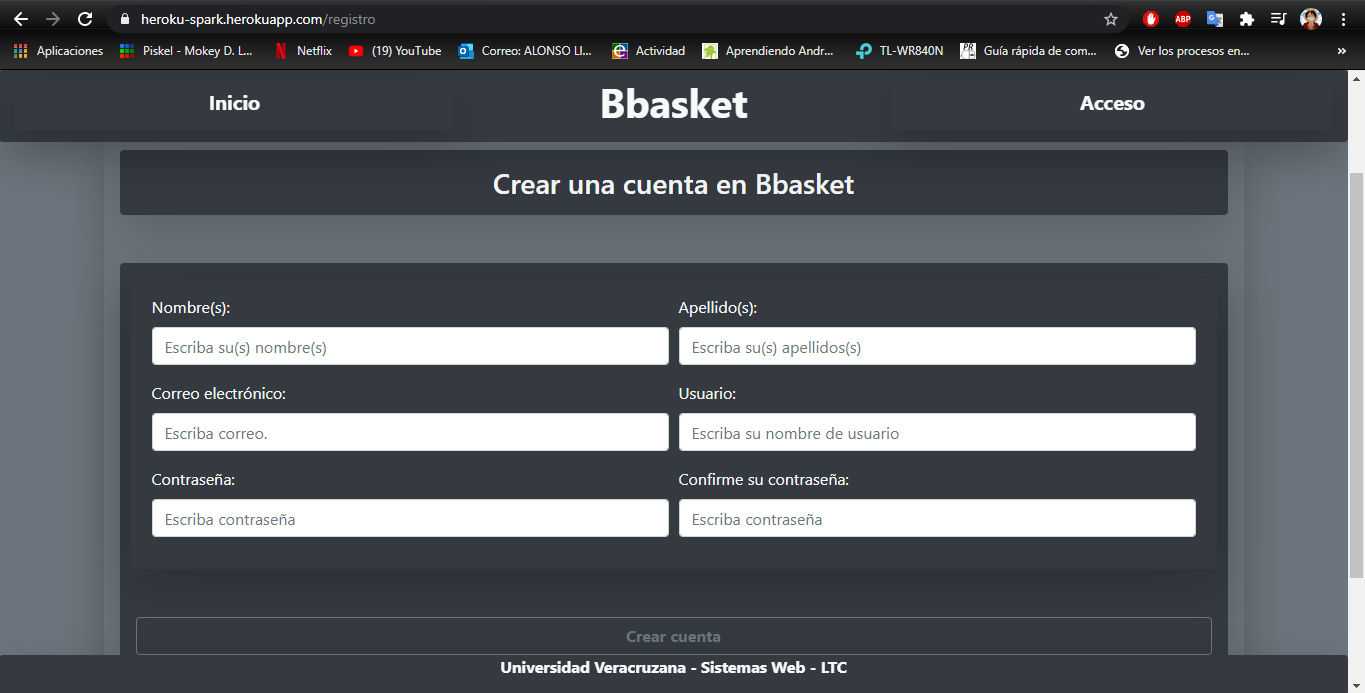 heroku-spark.herokuapp.com/registro
ABP
Aplicaciones Piskel - Mokey D. L... Netflix (19) YouTube Correo: ALONSO LI... Actividad Aprendiendo Andr... TL-WR840N Guía rápida de com... Ver los procesos en... »
Inicio Bbasket Acceso
Crear una cuenta en Bbasket
Nombre(s): Apellido(s):
Escriba su(s) nombre(s) Escriba su(s) apellidos(s)
Correo electrónico: Usuario:
Escriba correo. Escriba su nombre de usuario
Contraseña: Confirme su contraseña:
Escriba contraseña Escriba contraseña
Crear cuenta
Universidad Veracruzana - Sistemas Web - LTC